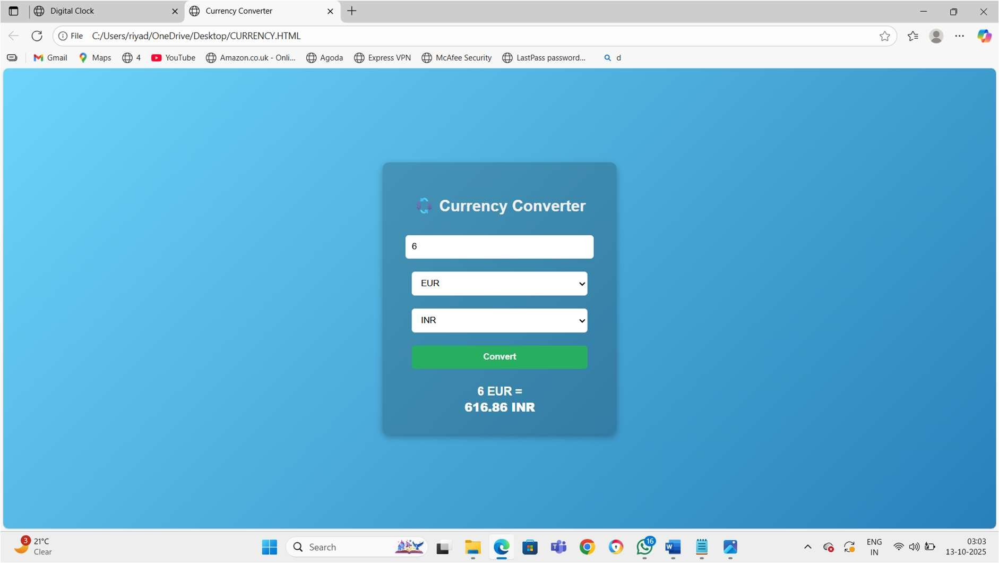 Digital Clock
Currency Converter
File C:/Users/riyad/OneDrive/Desktop/CURRENCY.HTML
Gmail Maps 4 YouTube Amazon.co.uk - Onli... Agoda Express VPN McAfee Security LastPass password... d
Currency Converter
6
EUR
INR
Convert
6 EUR =
616.86 INR
3
21°C
Clear
Search
16
ENG
IN
03:03
13-10-2025